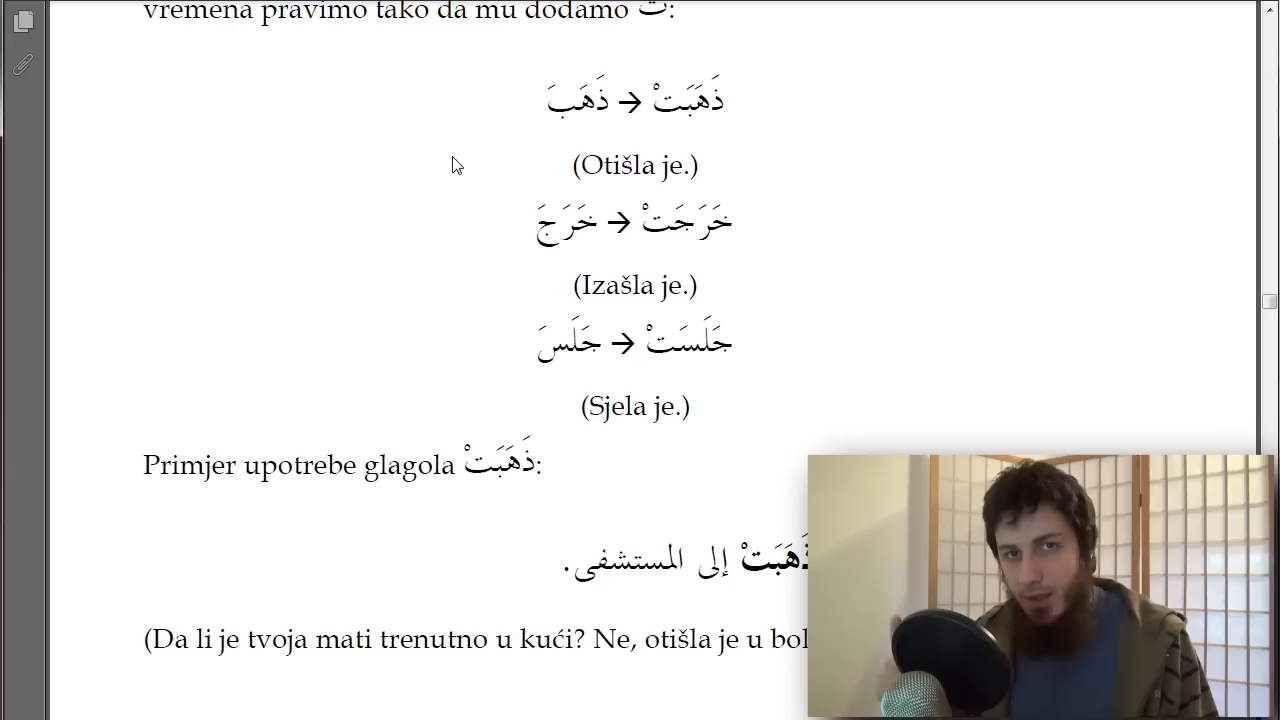 vremena pravimo tako da mu dodamo تْ:
ذَهَبَ → ذَهَبَتْ
(Otišla je.)
خَرَجَ → خَرَجَتْ
(Izašla je.)
جَلَسَ → جَلَسَتْ
(Sjela je.)
Primjer upotrebe glagola ذَهَبَتْ:
ذَهَبَتْ إلى المستشفى.
(Da li je tvoja mati trenutno u kući? Ne, otišla je u bol